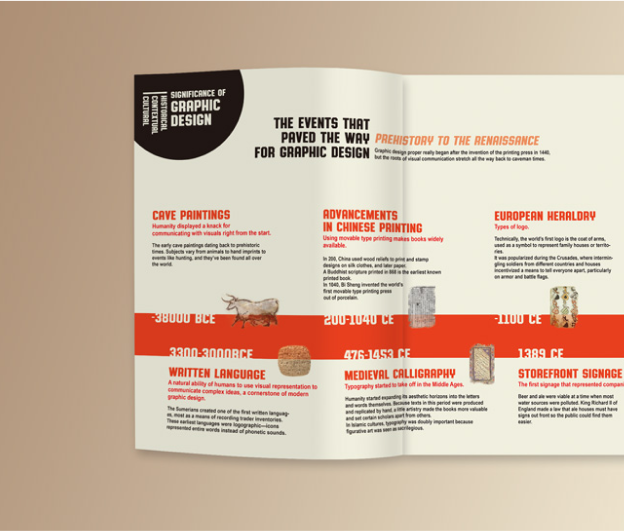 HISTORICAL
CONTEXTUAL
CULTURAL
SIGNIFICANCE OF
GRAPHIC
DESIGN
THE EVENTS THAT
PAVED THE WAY
FOR GRAPHIC DESIGN
PREHISTORY TO THE RENAISSANCE
Graphic design proper really began after the invention of the printing press in 1440,
but the roots of visual communication stretch all the way back to caveman times.
CAVE PAINTINGS
Humanity displayed a knack for
communicating with visuals right from the start.
The early cave paintings dating back to prehistoric
times. Subjects vary from animals to hand imprints to
events like hunting, and they've been found all over
the world.
-38000 BCE
ADVANCEMENTS
IN CHINESE PRINTING
Using movable type printing makes books widely
available.
In 200, China used wood reliefs to print and stamp
designs on silk clothes, and later paper.
A Buddhist scripture printed in 868 is the earliest known
printed book.
In 1040, Bi Sheng invented the world's
first movable type printing press
out of porcelain.
200-1040 CE
EUROPEAN HERALDRY
Types of logo.
Technically, the world's first logo is the coat of arms,
used as a symbol to represent family houses or territo-
ries.
It was popularized during the Crusades, where intermin-
gling soldiers from different countries and houses
incentivized a means to tell everyone apart, particularly
on armor and battle flags.
-1100 CE
3300-3000BCE
WRITTEN LANGUAGE
A natural ability of humans to use visual representation to
communicate complex ideas, a cornerstone of modern
graphic design.
The Sumerians created one of the first written languag-
es, most as a means of recording trader inventories.
These earliest languages were logographic—icons
represented entire words instead of phonetic sounds.
476-1453 CE
MEDIEVAL CALLIGRAPHY
Typography started to take off in the Middle Ages.
Humanity started expanding its aesthetic horizons into the letters
and words themselves. Because texts in this period were produced
and replicated by hand, a little artistry made the books more valuable
and set certain scholars apart from others.
In Islamic cultures, typography was doubly important because
figurative art was seen as sacrilegious.
1389 CE
STOREFRONT SIGNAGE
The first signage that represented compani
Beer and ale were viable at a time when most
water sources were polluted. King Richard II of
England made a law that ale houses must have
signs out front so the public could find them
easier.